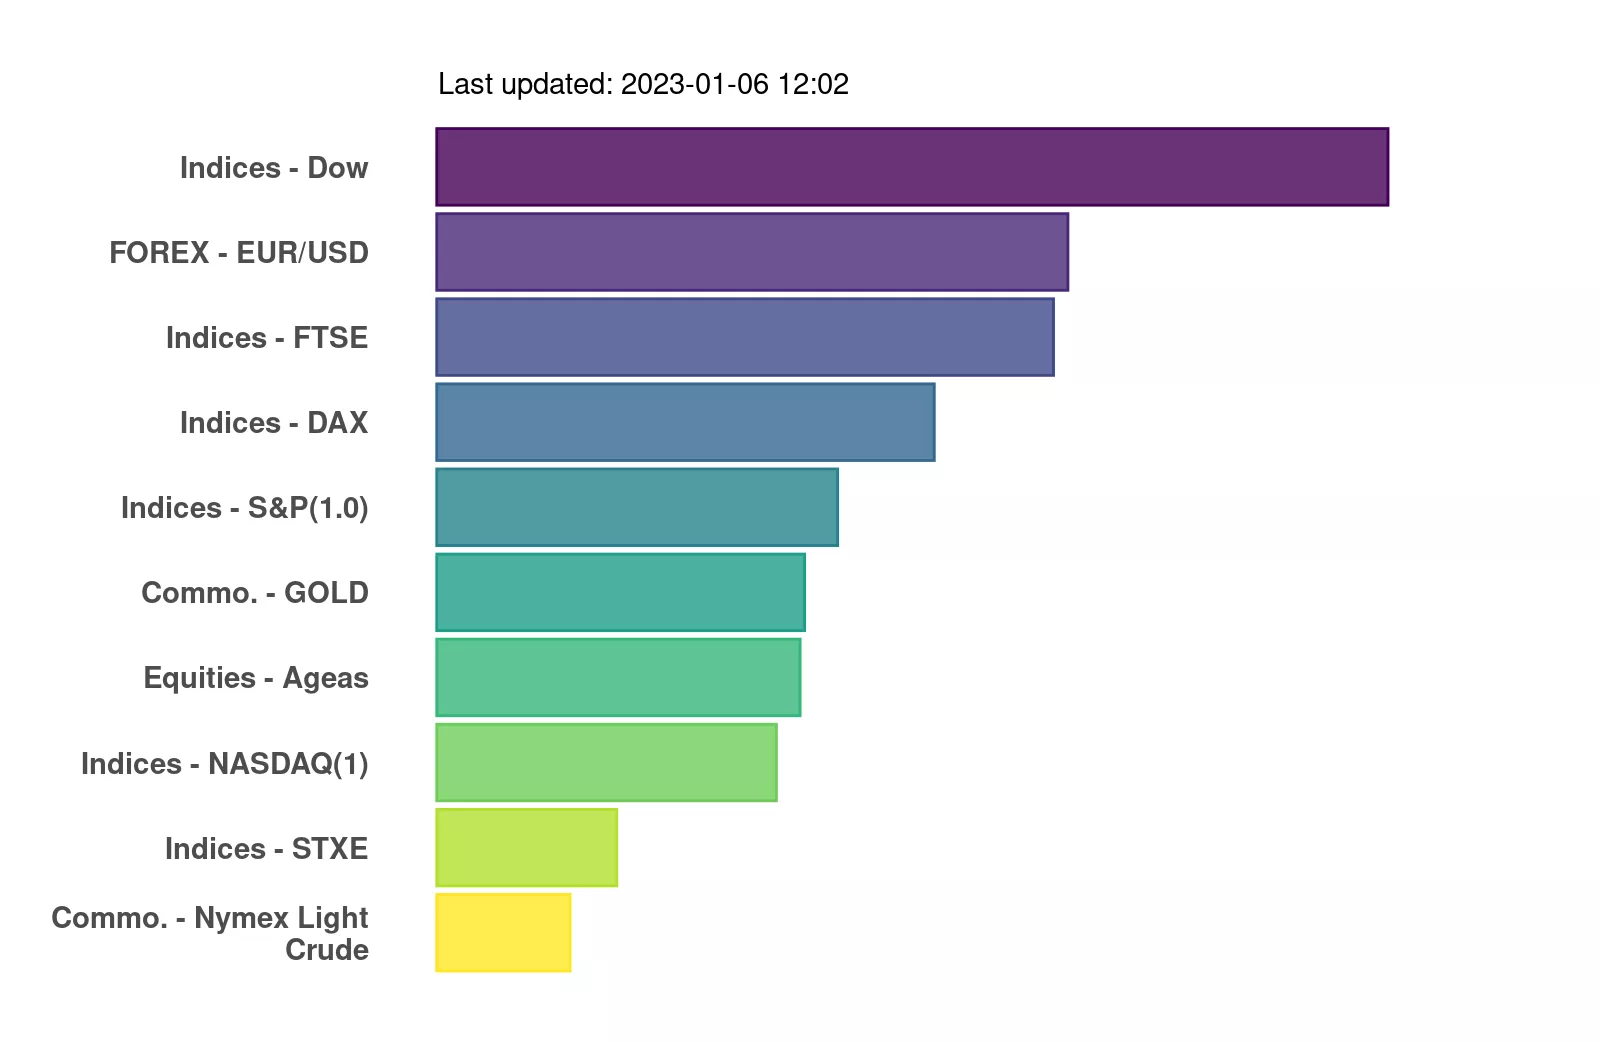 Last updated: 2023-01-06 12:02
Indices - Dow
FOREX - EUR/USD
Indices - FTSE
Indices - DAX
Indices - S&P(1.0)
Commo. - GOLD
Equities - Ageas
Indices - NASDAQ(1)
Indices - STXE
Commo. - Nymex Light
Crude